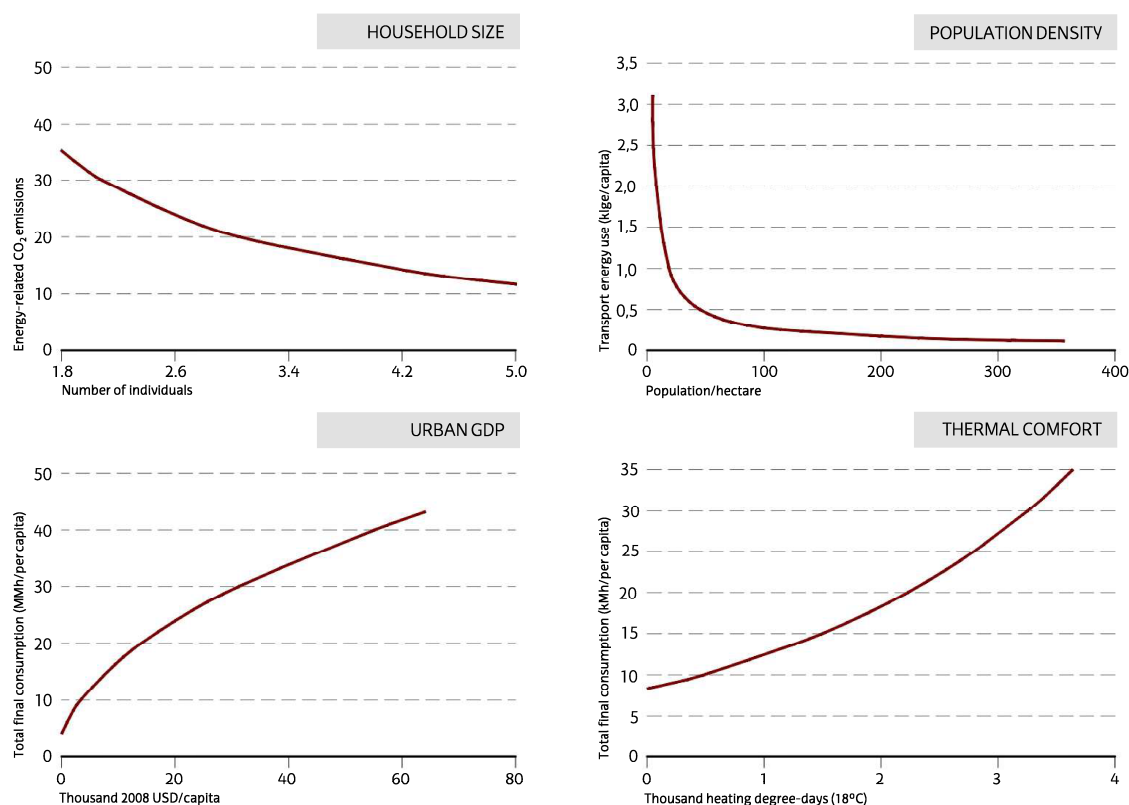 HOUSEHOLD SIZE
Energy-related CO₂ emissions
50
40
30
20
10
0
1.8 2.6 3.4 4.2 5.0
Number of individuals
POPULATION DENSITY
Transport energy use (klge/capita)
3,5
3,0
2,5
2,0
1,5
1,0
0,5
0
0 100 200 300 400
Population/hectare
URBAN GDP
Total final consumption (MMh/per capita)
50
40
30
20
10
0
0 20 40 60 80
Thousand 2008 USD/capita
THERMAL COMFORT
Total final consumption (kMh/per capita)
35
30
25
20
15
10
5
0
0 1 2 3 4
Thousand heating degree-days (18ºC)